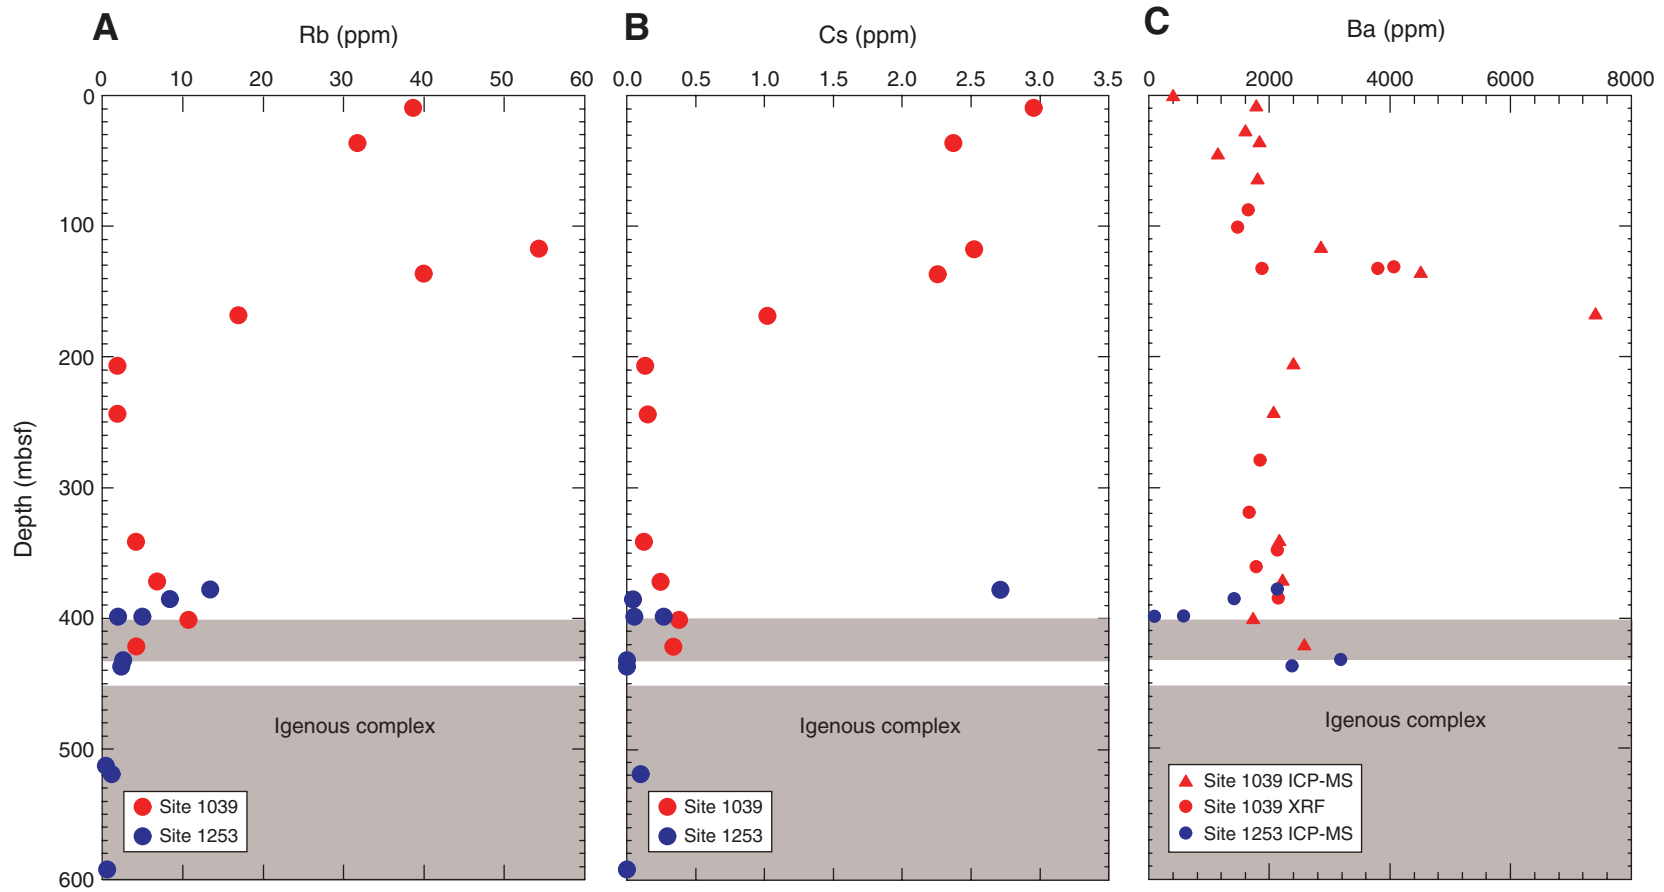 A
Rb (ppm)
0 10 20 30 40 50 60
0
100
200
300
400
500
600
Depth (mbsf)
Igenous complex
Site 1039
Site 1253
B
Cs (ppm)
0.0 0.5 1.0 1.5 2.0 2.5 3.0 3.5
Igenous complex
Site 1039
Site 1253
C
Ba (ppm)
0 2000 4000 6000 8000
Igenous complex
Site 1039 ICP-MS
Site 1039 XRF
Site 1253 ICP-MS